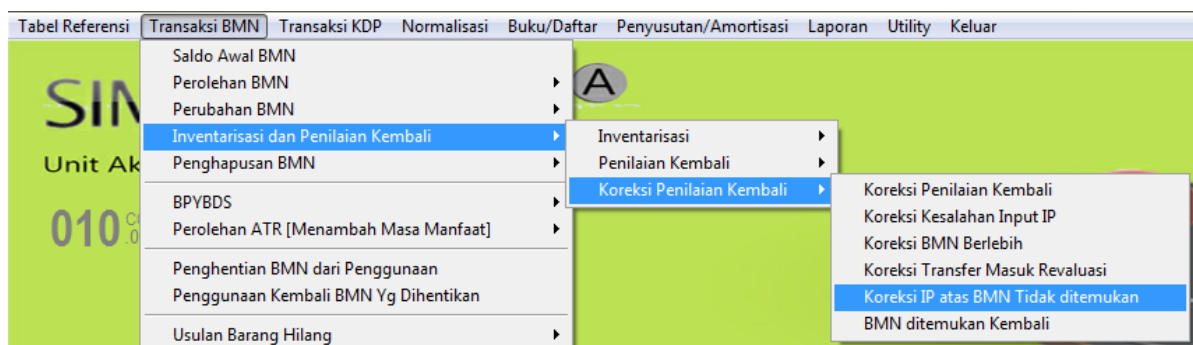 Tabel Referensi Transaksi BMN Transaksi KDP Normalisasi Buku/Daftar Penyusutan/Amortisasi Laporan Utility Keluar
Saldo Awal BMN
Perolehan BMN
Perubahan BMN
Inventarisasi dan Penilaian Kembali
Penghapusan BMN
BPYBDS
Perolehan ATR [Menambah Masa Manfaat]
Penghentian BMN dari Penggunaan
Penggunaan Kembali BMN Yg Dihentikan
Usulan Barang Hilang
Inventarisasi
Penilaian Kembali
Koreksi Penilaian Kembali
Koreksi Penilaian Kembali
Koreksi Kesalahan Input IP
Koreksi BMN Berlebih
Koreksi Transfer Masuk Revaluasi
Koreksi IP atas BMN Tidak ditemukan
BMN ditemukan Kembali
A
Unit
010